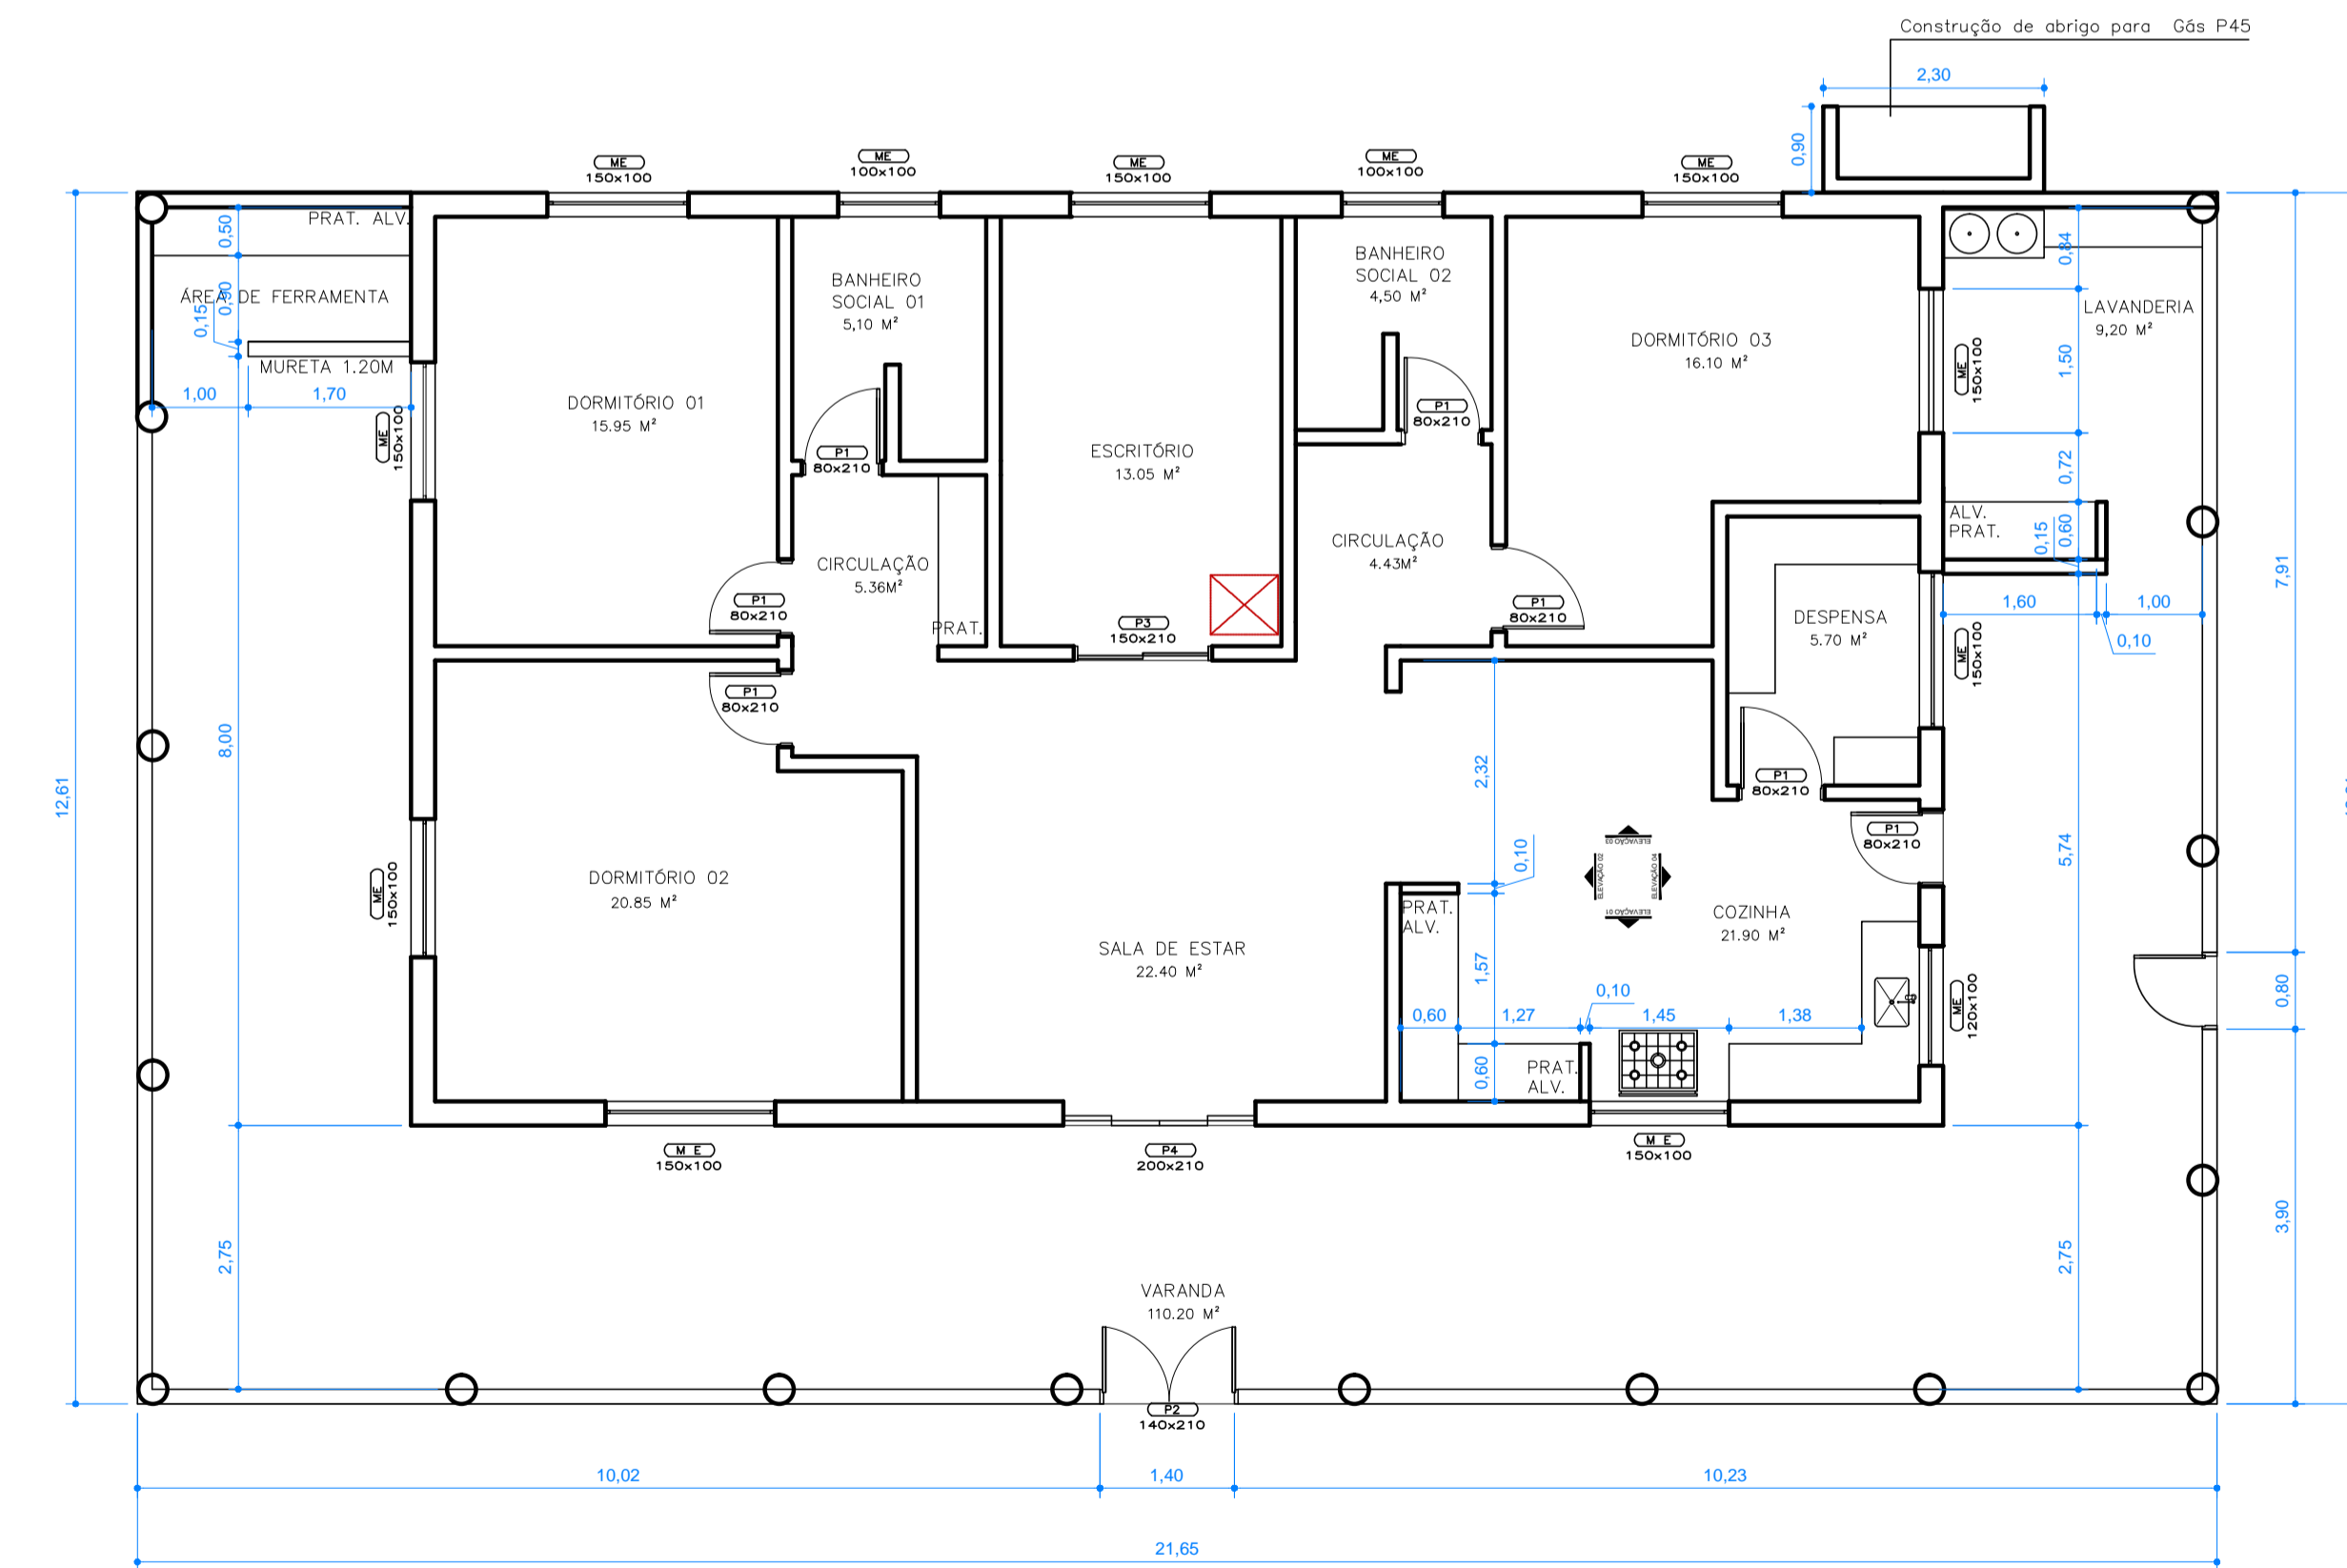 Construção de abrigo para Gás P45
2,30
0,90
ME
150x100
ME
100x100
ME
150x100
ME
100x100
ME
150x100
PRAT. ALV.
0,50
ÁREA DE FERRAMENTA
0,90
0,15
MURETA 1.20M
1,00
1,70
ME
150x100
DORMITÓRIO 01
15.95 M²
BANHEIRO
SOCIAL 01
5,10 M²
P1
80x210
ESCRITÓRIO
13.05 M²
BANHEIRO
SOCIAL 02
4,50 M²
P1
80x210
DORMITÓRIO 03
16.10 M²
LAVANDERIA
9,20 M²
0,84
1,50
0,72
0,60
0,15
ME
150x100
ALV.
PRAT.
1,60
1,00
0,10
CIRCULAÇÃO
5.36M²
PRAT.
P1
80x210
P3
150x210
CIRCULAÇÃO
4.43M²
P1
80x210
DESPENSA
5.70 M²
ME
150x100
7,91
P1
80x210
8,00
12,61
2,32
P1
80x210
P1
80x210
5,74
DORMITÓRIO 02
20.85 M²
ME
150x100
SALA DE ESTAR
22.40 M²
0,10
PRAT.
ALV.
ELEVAÇÃO 03
ELEVAÇÃO 02
ELEVAÇÃO 04
ELEVAÇÃO 01
COZINHA
21.90 M²
1,57
0,60
1,27
0,10
1,45
1,38
ME
120x100
0,80
0,60
PRAT.
ALV.
M E
150x100
P4
200x210
M E
150x100
2,75
2,75
3,90
VARANDA
110.20 M²
P2
140x210
10,02
1,40
10,23
21,65